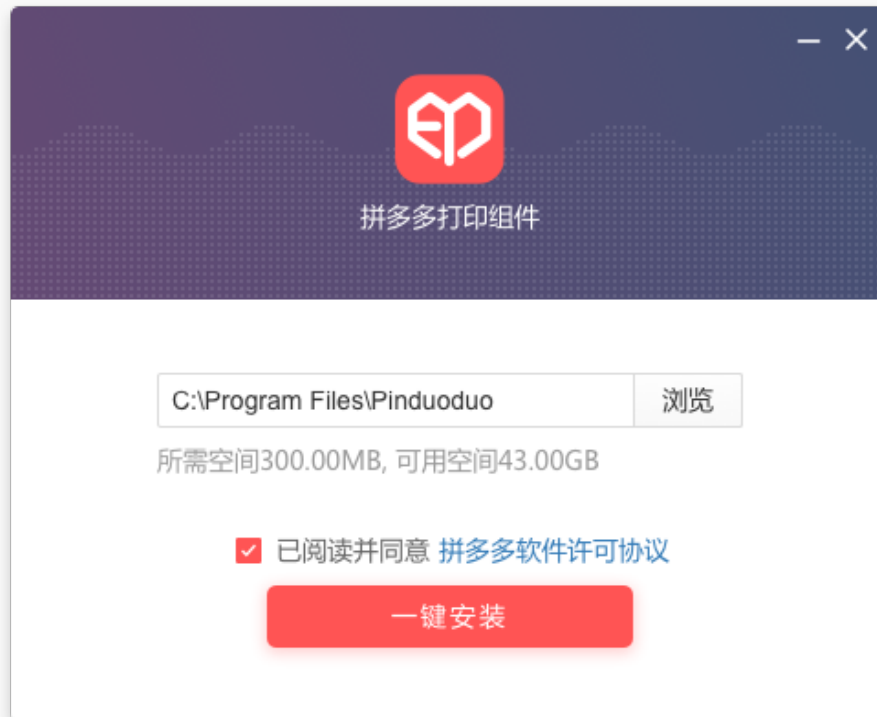 拼多多打印组件
C:\Program Files\Pinduoduo 浏览
所需空间300.00MB, 可用空间43.00GB
已阅读并同意 拼多多软件许可协议
一键安装